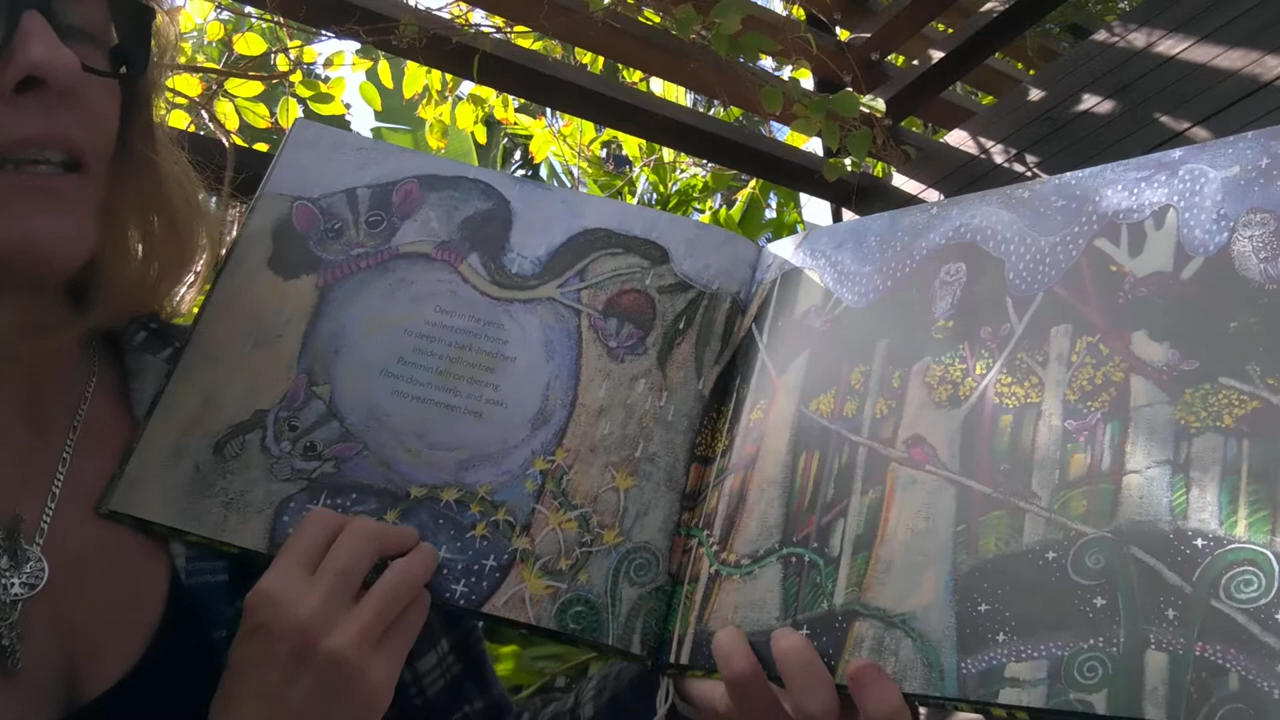 Deep in the yerin,
wallert comes home
to sleep in a bark-lined nest
inside a hollow tree.
Parnmin falls on djerang,
flows down wirrip, and soaks
into yeameneen beek.